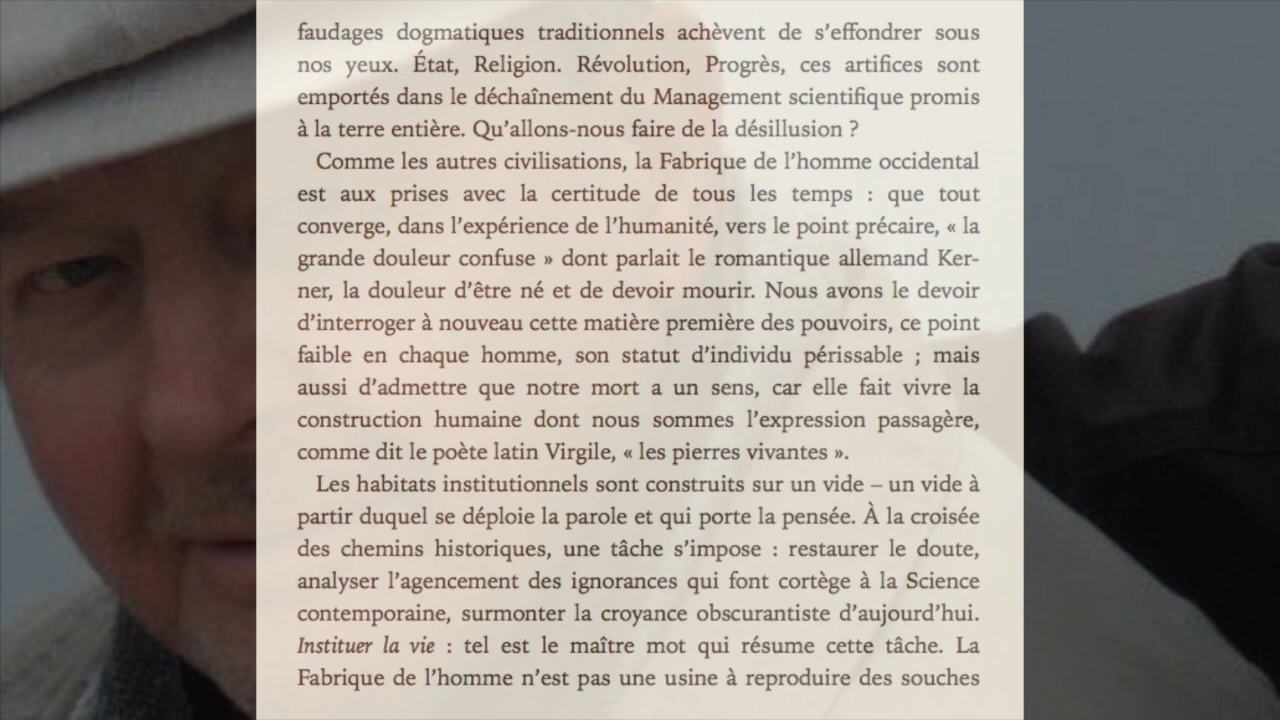 faudages dogmatiques traditionnels achèvent de s’effondrer sous
nos yeux. État, Religion. Révolution, Progrès, ces artifices sont
emportés dans le déchaînement du Management scientifique promis
à la terre entière. Qu’allons-nous faire de la désillusion ?
Comme les autres civilisations, la Fabrique de l’homme occidental
est aux prises avec la certitude de tous les temps : que tout
converge, dans l’expérience de l’humanité, vers le point précaire, « la
grande douleur confuse » dont parlait le romantique allemand Ker-
ner, la douleur d’être né et de devoir mourir. Nous avons le devoir
d’interroger à nouveau cette matière première des pouvoirs, ce point
faible en chaque homme, son statut d’individu périssable ; mais
aussi d’admettre que notre mort a un sens, car elle fait vivre la
construction humaine dont nous sommes l’expression passagère,
comme dit le poète latin Virgile, « les pierres vivantes ».
Les habitats institutionnels sont construits sur un vide – un vide à
partir duquel se déploie la parole et qui porte la pensée. À la croisée
des chemins historiques, une tâche s’impose : restaurer le doute,
analyser l’agencement des ignorances qui font cortège à la Science
contemporaine, surmonter la croyance obscurantiste d’aujourd’hui.
Instituer la vie : tel est le maître mot qui résume cette tâche. La
Fabrique de l’homme n’est pas une usine à reproduire des souches